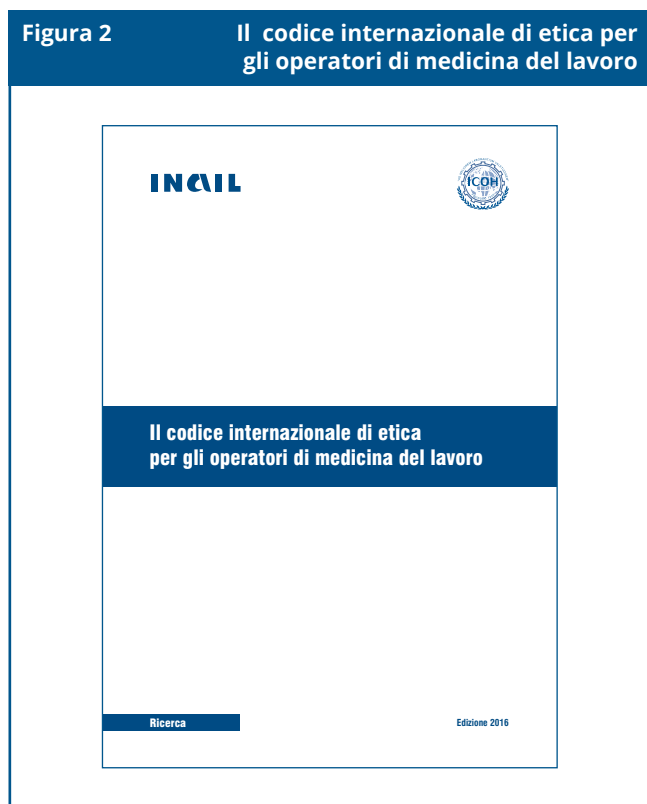 Figura 2
Il codice internazionale di etica per
gli operatori di medicina del lavoro
INAIL
ICOH
Il codice internazionale di etica
per gli operatori di medicina del lavoro
Ricerca
Edizione 2016